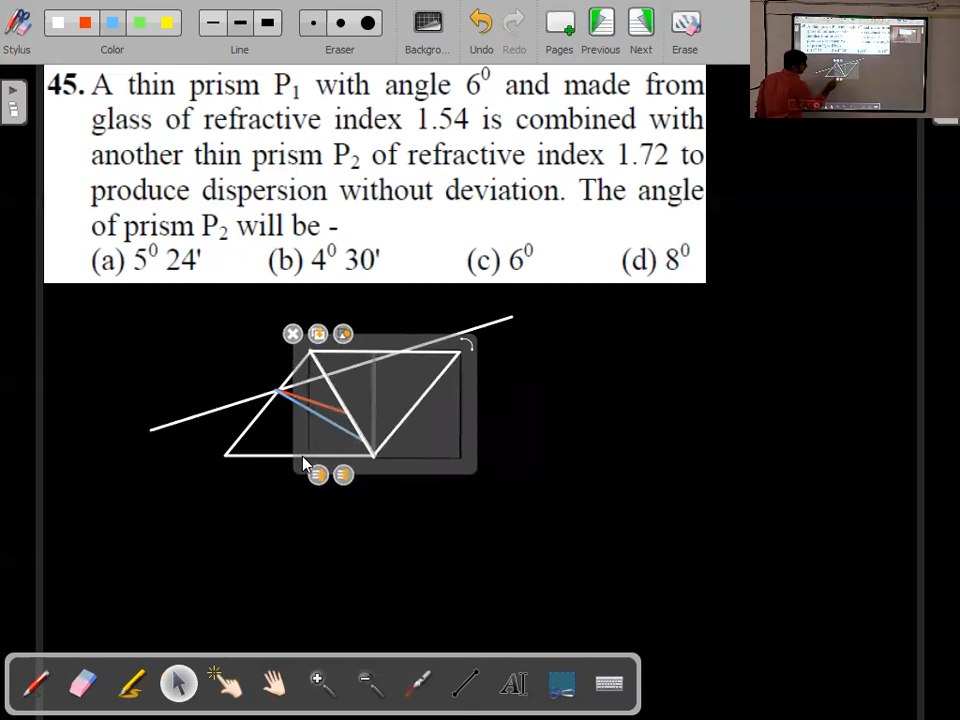 Stylus
Color
Line
Eraser
Backgro...
Undo
Redo
Pages
Previous
Next
Erase
45. A thin prism P₁ with angle 6⁰ and made from
glass of refractive index 1.54 is combined with
another thin prism P₂ of refractive index 1.72 to
produce dispersion without deviation. The angle
of prism P₂ will be -
(a) 5⁰ 24' (b) 4⁰ 30' (c) 6⁰ (d) 8⁰
AI